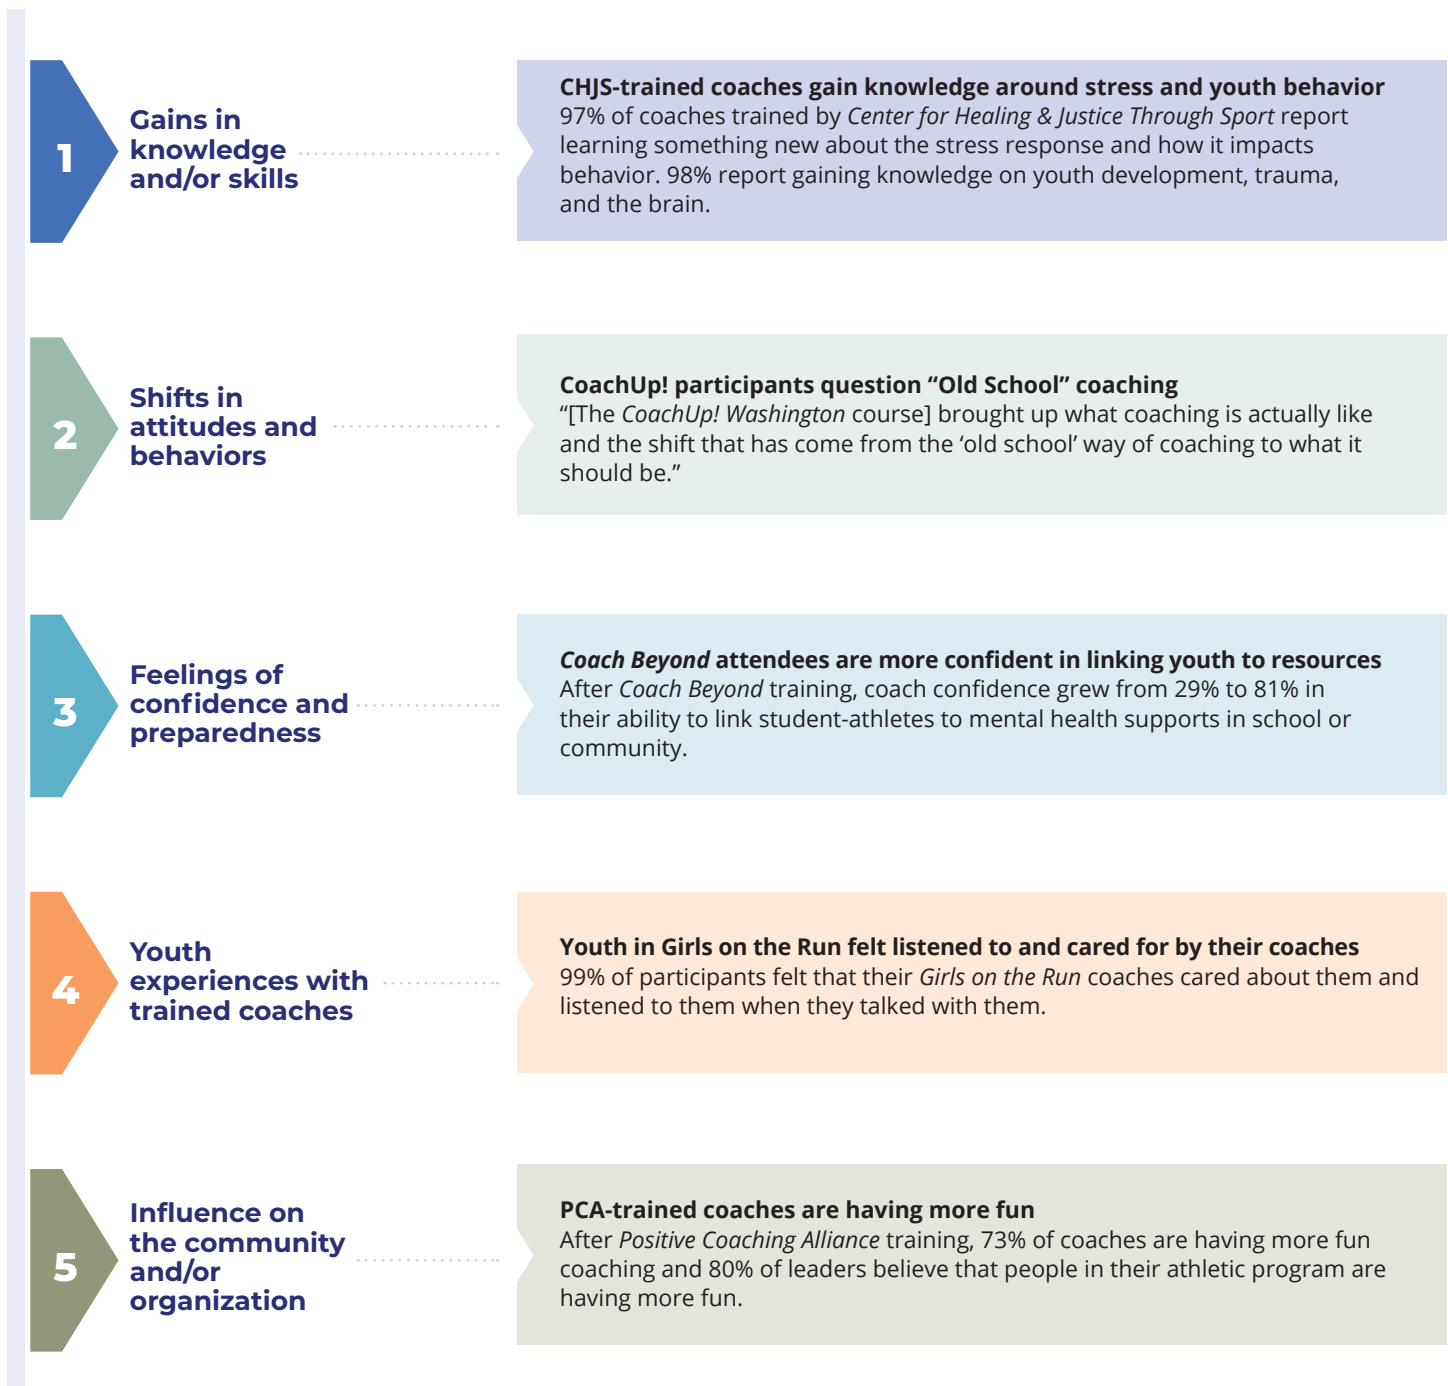 1
Gains in
knowledge
and/or skills
CHJS-trained coaches gain knowledge around stress and youth behavior
97% of coaches trained by Center for Healing & Justice Through Sport report
learning something new about the stress response and how it impacts
behavior. 98% report gaining knowledge on youth development, trauma,
and the brain.
2
Shifts in
attitudes and
behaviors
CoachUp! participants question “Old School” coaching
“[The CoachUp! Washington course] brought up what coaching is actually like
and the shift that has come from the ‘old school’ way of coaching to what it
should be.”
3
Feelings of
confidence and
preparedness
Coach Beyond attendees are more confident in linking youth to resources
After Coach Beyond training, coach confidence grew from 29% to 81% in
their ability to link student-athletes to mental health supports in school or
community.
4
Youth
experiences with
trained coaches
Youth in Girls on the Run felt listened to and cared for by their coaches
99% of participants felt that their Girls on the Run coaches cared about them and
listened to them when they talked with them.
5
Influence on
the community
and/or
organization
PCA-trained coaches are having more fun
After Positive Coaching Alliance training, 73% of coaches are having more fun
coaching and 80% of leaders believe that people in their athletic program are
having more fun.